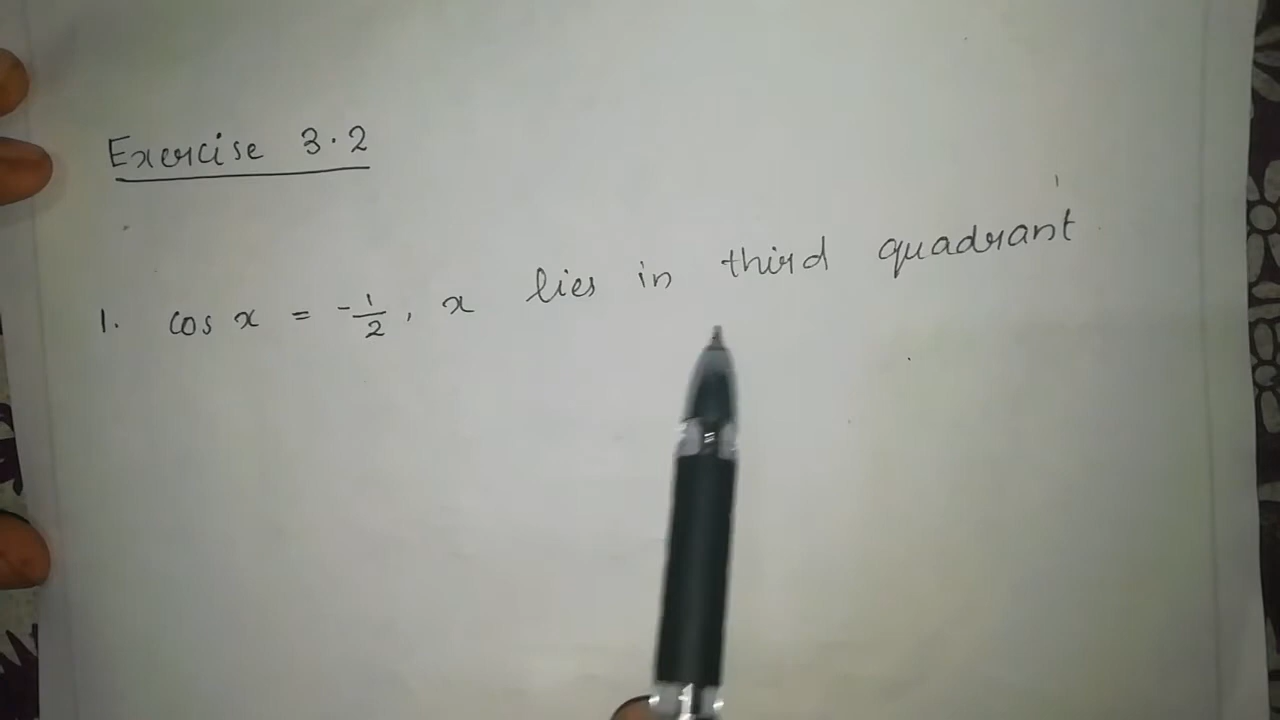 Exercise 3.2
1. cos x = -1/2, x lies in third quadrant